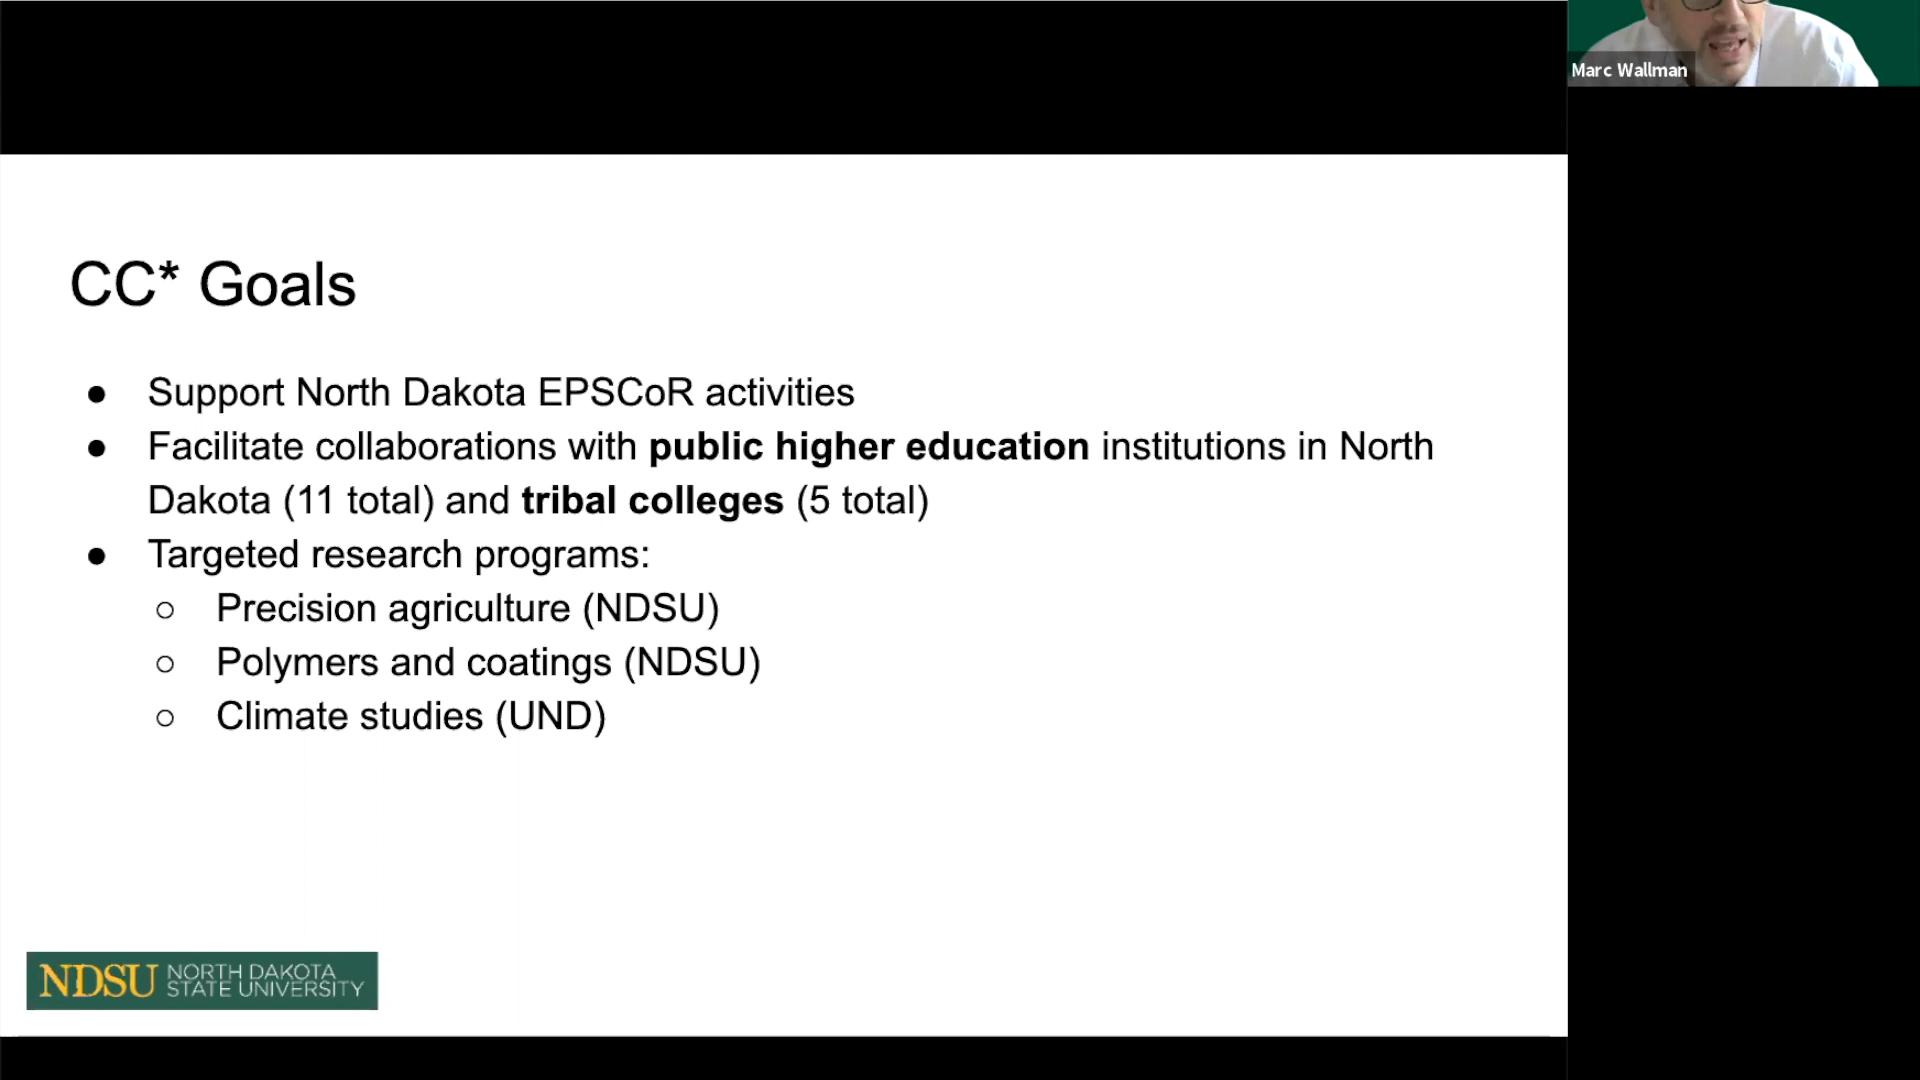 Marc Wallman
CC* Goals
● Support North Dakota EPSCoR activities
● Facilitate collaborations with public higher education institutions in North
Dakota (11 total) and tribal colleges (5 total)
● Targeted research programs:
○ Precision agriculture (NDSU)
○ Polymers and coatings (NDSU)
○ Climate studies (UND)
NDSU NORTH DAKOTA
STATE UNIVERSITY